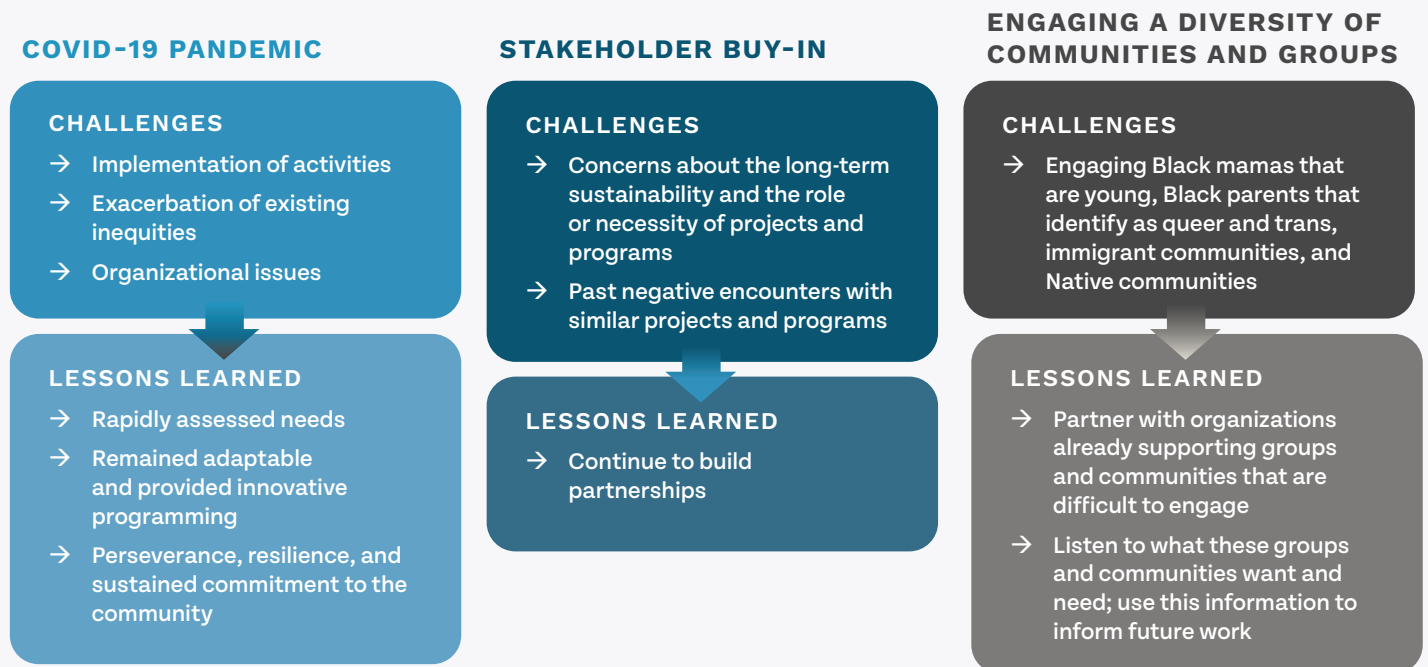 COVID-19 PANDEMIC
CHALLENGES
→ Implementation of activities
→ Exacerbation of existing
inequities
→ Organizational issues
LESSONS LEARNED
→ Rapidly assessed needs
→ Remained adaptable
and provided innovative
programming
→ Perseverance, resilience, and
sustained commitment to the
community
STAKEHOLDER BUY-IN
CHALLENGES
→ Concerns about the long-term
sustainability and the role
or necessity of projects and
programs
→ Past negative encounters with
similar projects and programs
LESSONS LEARNED
→ Continue to build
partnerships
ENGAGING A DIVERSITY OF
COMMUNITIES AND GROUPS
CHALLENGES
→ Engaging Black mamas that
are young, Black parents that
identify as queer and trans,
immigrant communities, and
Native communities
LESSONS LEARNED
→ Partner with organizations
already supporting groups
and communities that are
difficult to engage
→ Listen to what these groups
and communities want and
need; use this information to
inform future work